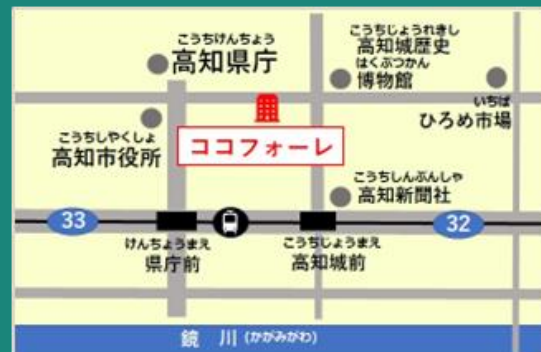 こうちけんちょう
高知県庁
こうちじょうれきし
高知城歴史
はくぶつかん
博物館
いちば
ひろめ市場
こうちしやくしょ
高知市役所
ココフォーレ
こうちしんぶんしゃ
高知新聞社
33
32
けんちょうまえ
県庁前
こうちじょうまえ
高知城前
鏡 川 (かがみがわ)